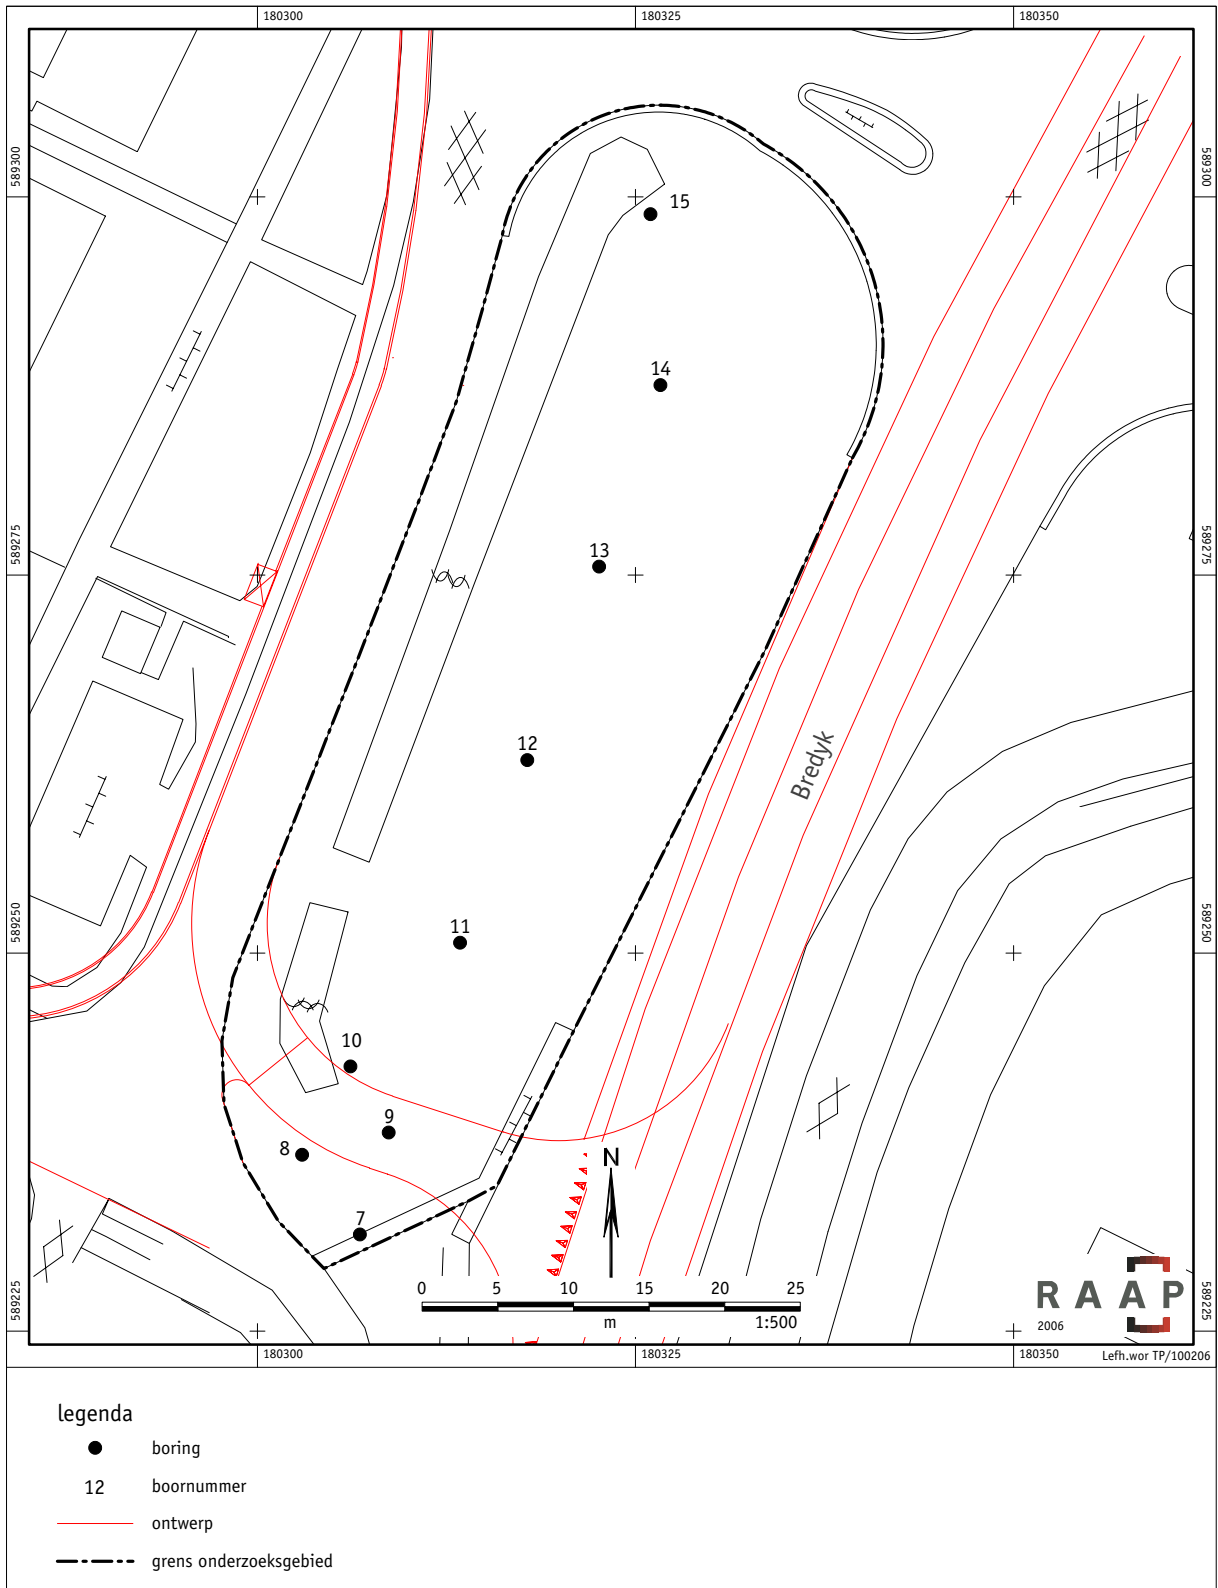 180300 180325 180350
589300
589300
15
14
589275
589275
13
12
Bredyk
11
589250
589250
10
9
8
7
N
0 5 10 15 20 25
m 1:500
589225
589225
RAAP
2006
180300 180325 180350
Lefh.wor TP/100206
legenda
boring
12 boornummer
ontwerp
grens onderzoeksgebied